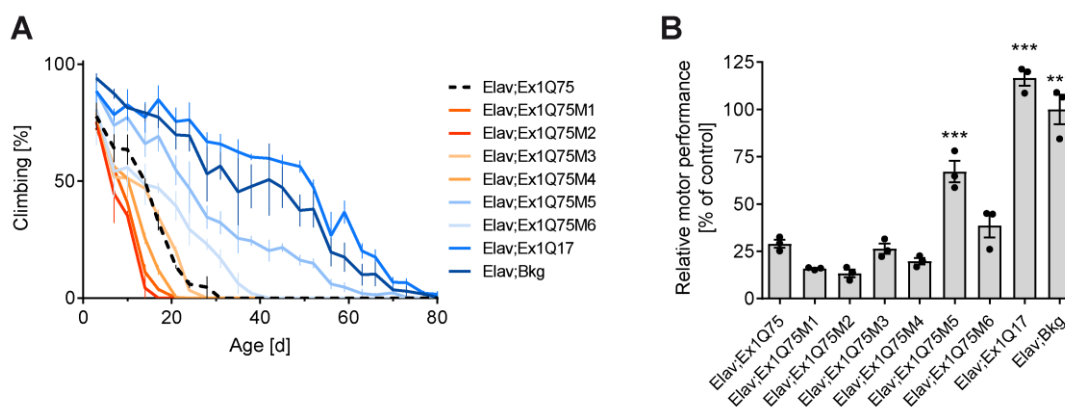 A
100
50
0
Climbing [%]
0
20
40
60
80
Age [d]
Elav;Ex1Q75
Elav;Ex1Q75M1
Elav;Ex1Q75M2
Elav;Ex1Q75M3
Elav;Ex1Q75M4
Elav;Ex1Q75M5
Elav;Ex1Q75M6
Elav;Ex1Q17
Elav;Bkg
B
Relative motor performance
[% of control]
125
100
75
50
25
0
***
***
**
Elav;Ex1Q75
Elav;Ex1Q75M1
Elav;Ex1Q75M2
Elav;Ex1Q75M3
Elav;Ex1Q75M4
Elav;Ex1Q75M5
Elav;Ex1Q75M6
Elav;Ex1Q17
Elav;Bkg